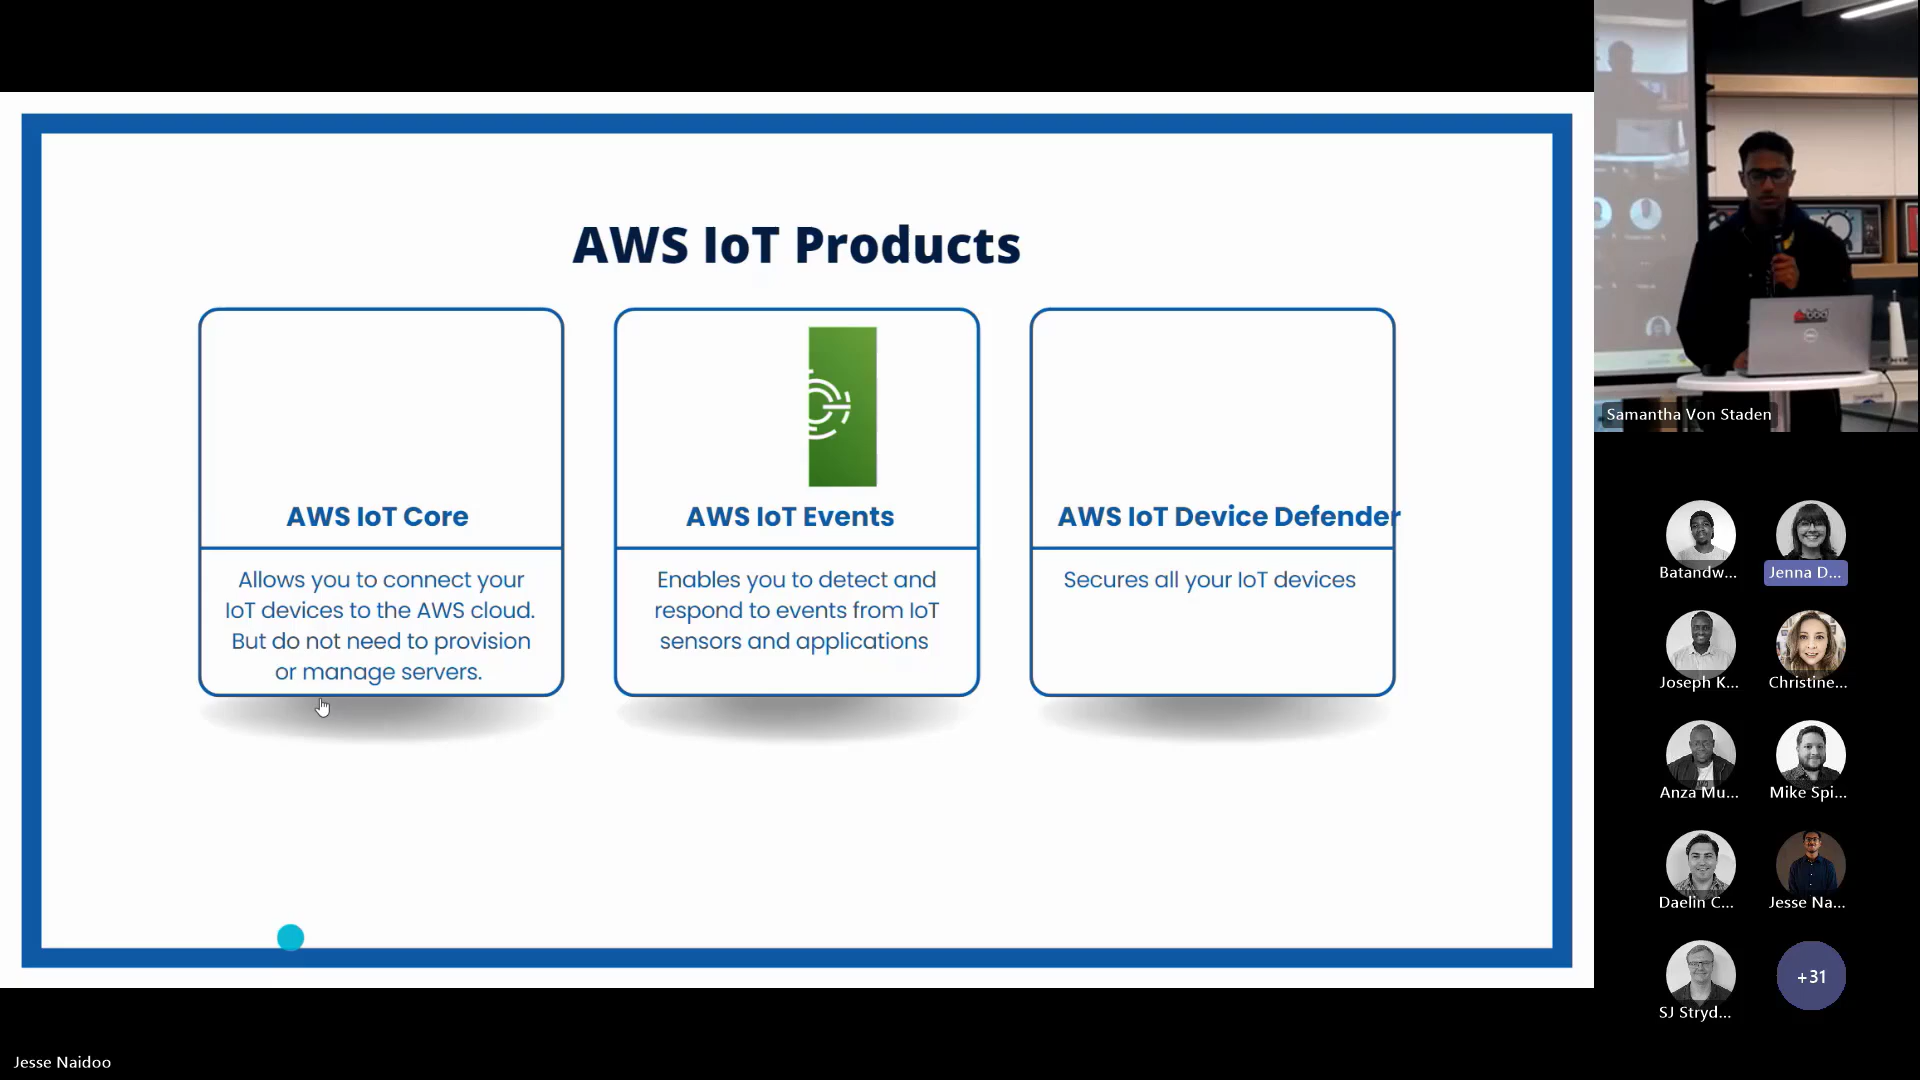 AWS IoT Products
AWS IoT Core
Allows you to connect your
IoT devices to the AWS cloud.
But do not need to provision
or manage servers.
AWS IoT Events
Enables you to detect and
respond to events from IoT
sensors and applications
AWS IoT Device Defender
Secures all your IoT devices
bbd
DELL
Samantha Von Staden
Batandw...
Jenna D...
Joseph K...
Christine...
Anza Mu...
Mike Spi...
Daelin C...
Jesse Na...
SJ Stryd...
+31
Jesse Naidoo